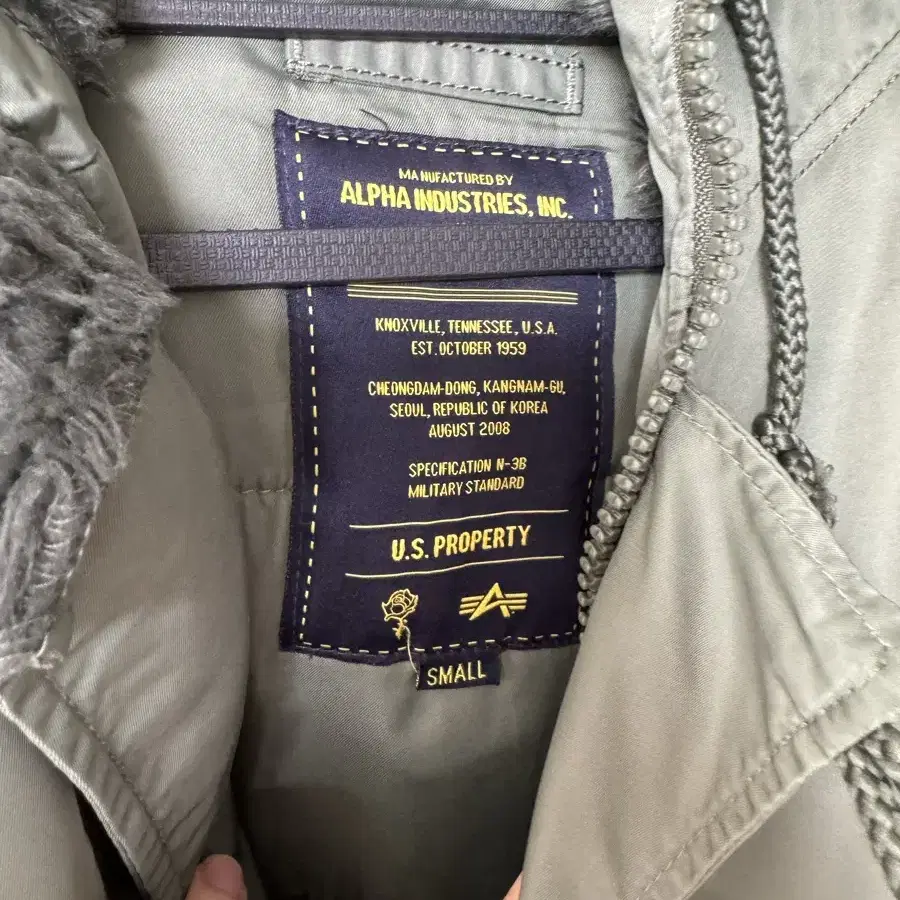 MANUFACTURED BY
ALPHA INDUSTRIES, INC.
KNOXVILLE, TENNESSEE, U.S.A.
EST. OCTOBER 1959
CHEONGDAM-DONG, KANGNAM-GU,
SEOUL, REPUBLIC OF KOREA
AUGUST 2008
SPECIFICATION N-3B
MILITARY STANDARD
U.S. PROPERTY
SMALL